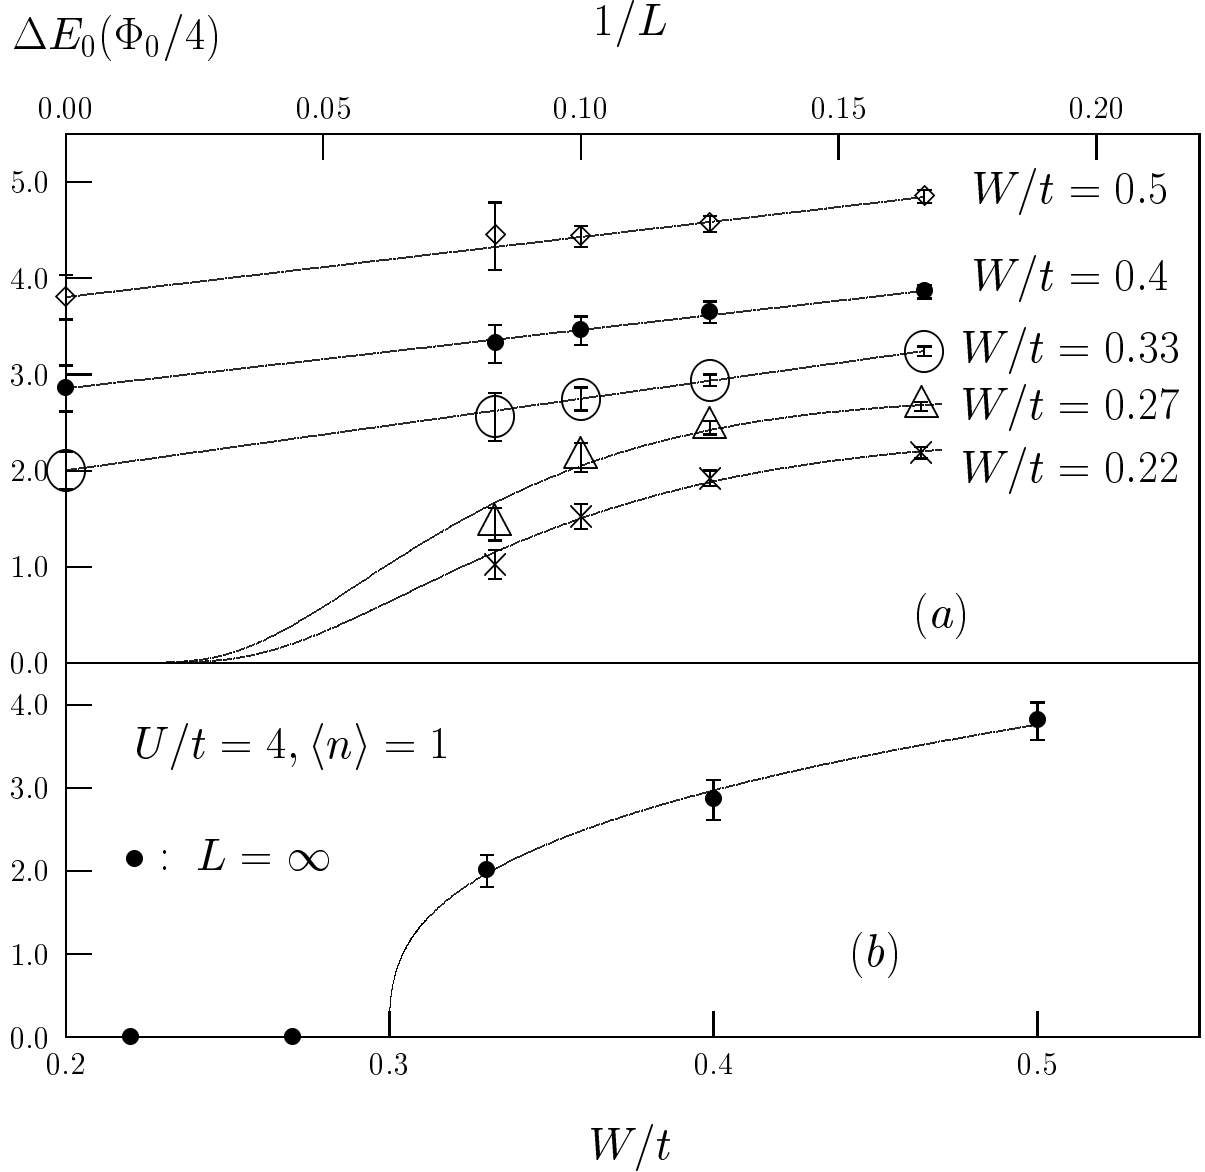 1/L
ΔE₀(Φ₀/4)
0.00 0.05 0.10 0.15 0.20
5.0
W/t = 0.5
4.0
W/t = 0.4
W/t = 0.33
3.0
W/t = 0.27
2.0
W/t = 0.22
1.0
(a)
0.0
4.0
U/t = 4, ⟨n⟩ = 1
3.0
: L = ∞
2.0
1.0
(b)
0.0
0.2 0.3 0.4 0.5
W/t